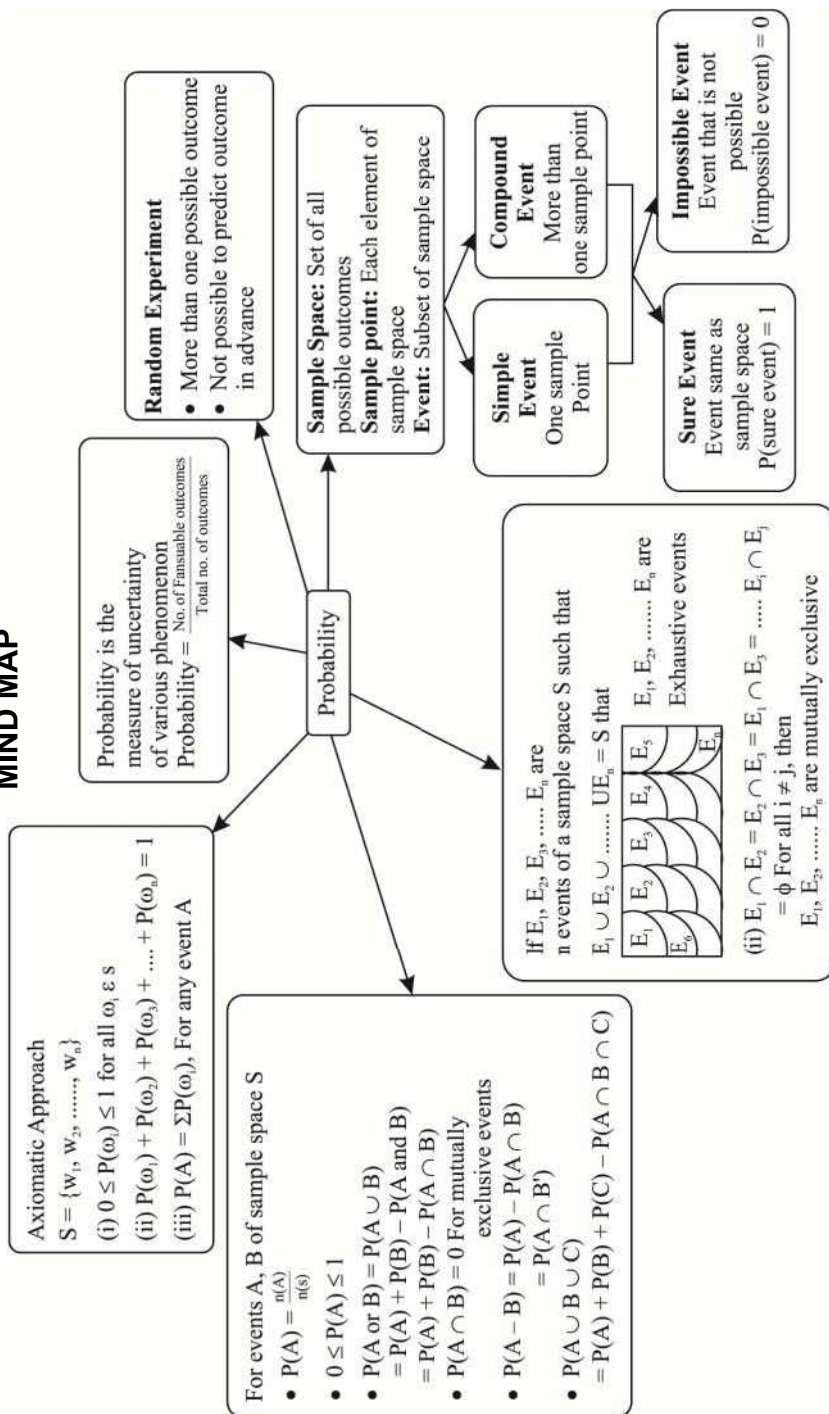 MIND MAP
Axiomatic Approach
S = {w₁, w₂, ......, wₙ}
(i) 0 ≤ P(ωᵢ) ≤ 1 for all ωᵢ ε s
(ii) P(ω₁) + P(ω₂) + P(ω₃) + .... + P(ωₙ) = 1
(iii) P(A) = ΣP(ωᵢ), For any event A
Probability is the
measure of uncertainty
of various phenomenon
Probability = No. of Fansuable outcomes / Total no. of outcomes
Random Experiment
• More than one possible outcome
• Not possible to predict outcome
in advance
Probability
For events A, B of sample space S
• P(A) = n(A)/n(s)
• 0 ≤ P(A) ≤ 1
• P(A or B) = P(A ∪ B)
= P(A) + P(B) – P(A and B)
= P(A) + P(B) – P(A ∩ B)
• P(A ∩ B) = 0 For mutually
exclusive events
• P(A – B) = P(A) – P(A ∩ B)
= P(A ∩ B')
• P(A ∪ B ∪ C)
= P(A) + P(B) + P(C) – P(A ∩ B ∩ C)
If E₁, E₂, E₃, ..... Eₙ are
n events of a sample space S such that
E₁ ∪ E₂ ∪ ........ UEₙ = S that
E₁ E₂ E₃ E₄ E₅
E₆ Eₙ
E₁, E₂, ........ Eₙ are
Exhaustive events
(ii) E₁ ∩ E₂ = E₂ ∩ E₃ = E₁ ∩ E₃ = ..... Eᵢ ∩ Eⱼ
= ϕ For all i ≠ j, then
E₁, E₂, ...... Eₙ are mutually exclusive
Sample Space: Set of all
possible outcomes
Sample point: Each element of
sample space
Event: Subset of sample space
Simple
Event
One sample
Point
Compound
Event
More than
one sample point
Sure Event
Event same as
sample space
P(sure event) = 1
Impossible Event
Event that is not
possible
P(impossible event) = 0